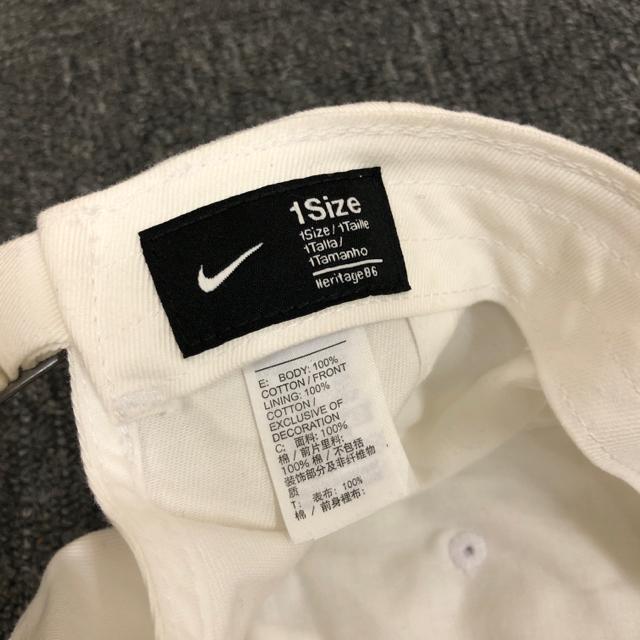 1Size
1Size/1Taille
1Talla/
1Tamanho
Heritage86
E: BODY: 100%
COTTON/FRONT
LINING: 100%
COTTON/
EXCLUSIVE OF
DECORATION
C: 面料: 100%
棉/前片里料:
100% 棉/不包括
装饰部分及非纤维物
质
T: 表布: 100%
棉/前身裡布: